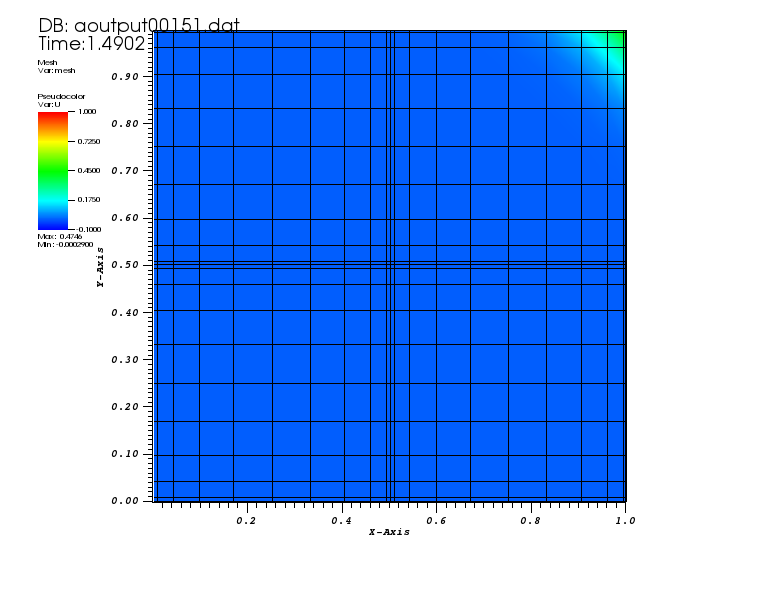 DB: aoutput00151.dat
Time:1.4902
Mesh
Var: mesh
Pseudocolor
Var: U
1.000
0.7250
0.4500
0.1750
-0.1000
Max: 0.4746
Min: -0.0002900
Y-Axis
0.90
0.80
0.70
0.60
0.50
0.40
0.30
0.20
0.10
0.00
0.2
0.4
0.6
0.8
1.0
X-Axis